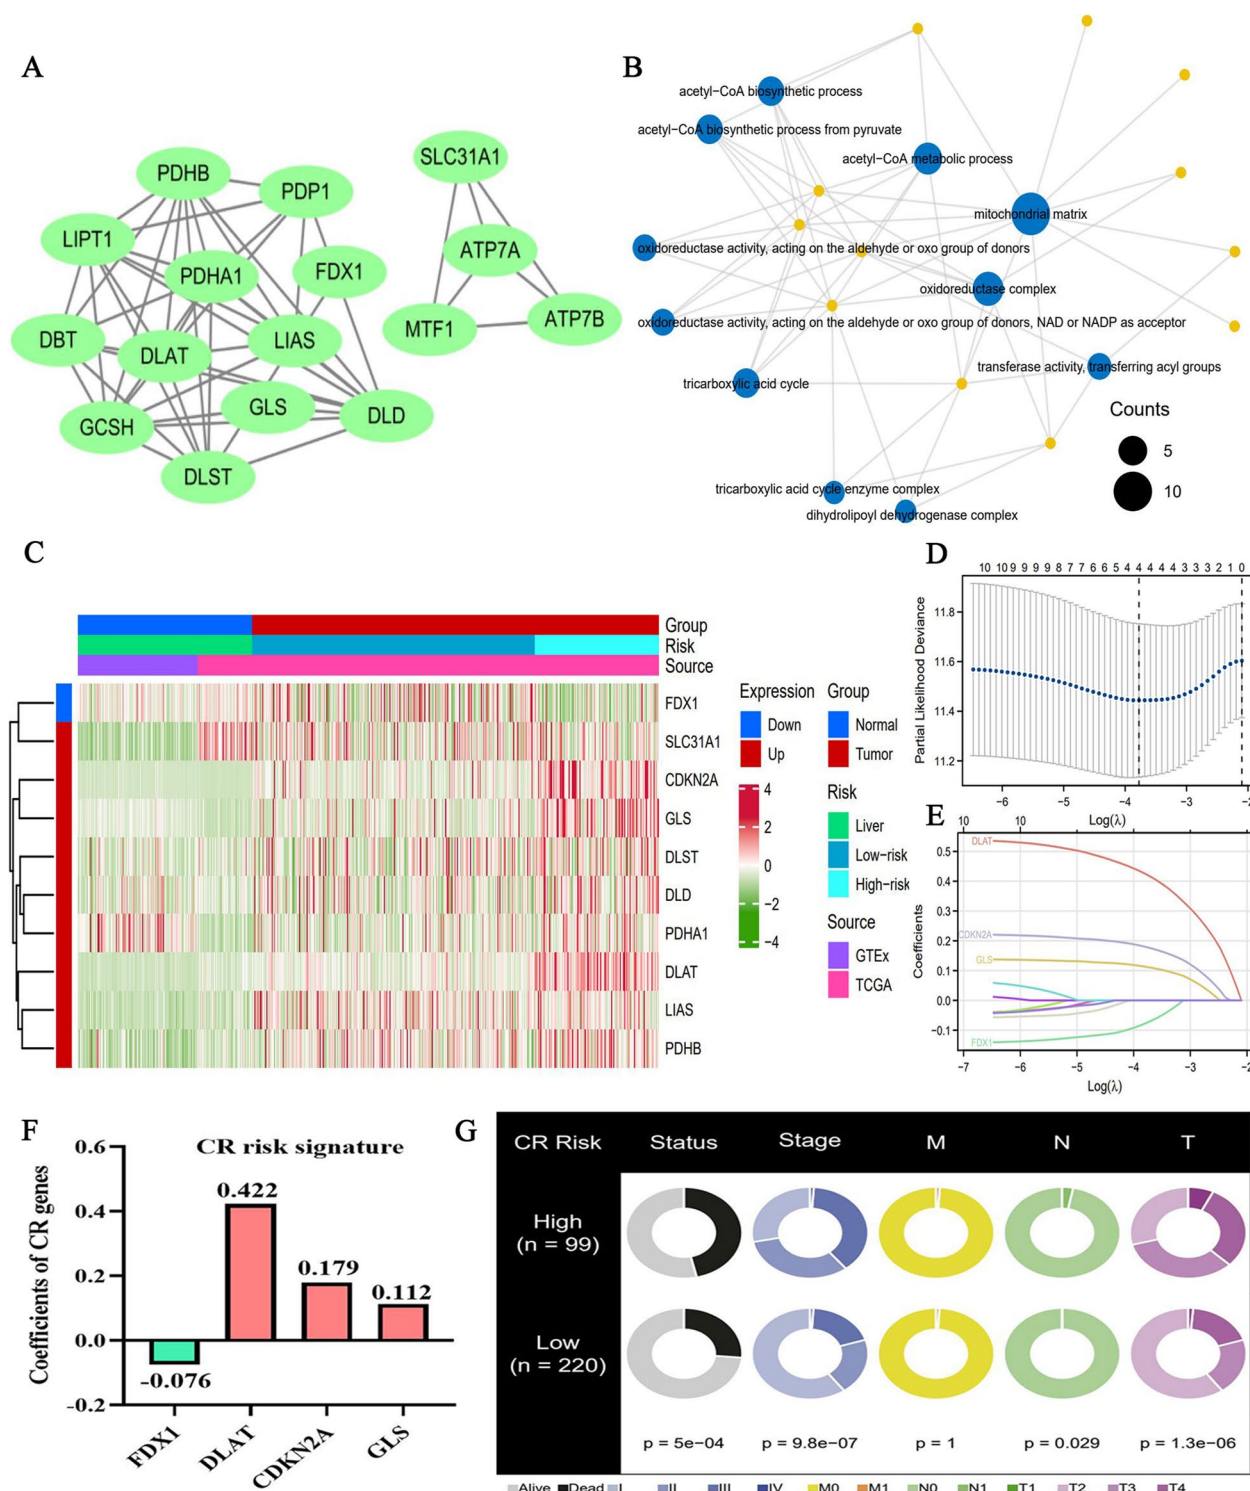 A
PDHB
PDP1
LIPT1
PDHA1
FDX1
DBT
DLAT
LIAS
GCSH
GLS
DLD
DLST
SLC31A1
ATP7A
MTF1
ATP7B
B
acetyl−CoA biosynthetic process
acetyl−CoA biosynthetic process from pyruvate
acetyl−CoA metabolic process
mitochondrial matrix
oxidoreductase activity, acting on the aldehyde or oxo group of donors
oxidoreductase complex
oxidoreductase activity, acting on the aldehyde or oxo group of donors, NAD or NADP as acceptor
transferase activity, transferring acyl groups
tricarboxylic acid cycle
tricarboxylic acid cycle enzyme complex
dihydrolipoyl dehydrogenase complex
Counts
5
10
C
Group
Risk
Source
FDX1
SLC31A1
CDKN2A
GLS
DLST
DLD
PDHA1
DLAT
LIAS
PDHB
Expression
Down
Up
4
2
0
−2
−4
Group
Normal
Tumor
Risk
Liver
Low−risk
High−risk
Source
GTEx
TCGA
D
10 10 9 9 9 9 8 7 7 6 6 5 4 4 4 4 3 3 3 2 1 0
Partial Likelihood Deviance
11.8
11.6
11.4
11.2
−6 −5 −4 −3 −2
Log(λ)
E
10 10
Coefficients
0.5
0.4
0.3
0.2
0.1
0.0
−0.1
DLAT
CDKN2A
GLS
FDX1
−7 −6 −5 −4 −3 −2
Log(λ)
F
CR risk signature
Coefficients of CR genes
0.6
0.4
0.2
0.0
-0.2
-0.076
0.422
0.179
0.112
FDX1
DLAT
CDKN2A
GLS
G
CR Risk Status Stage M N T
High
(n = 99)
Low
(n = 220)
p = 5e−04 p = 9.8e−07 p = 1 p = 0.029 p = 1.3e−06
Alive Dead I II III IV M0 M1 N0 N1 T1 T2 T3 T4